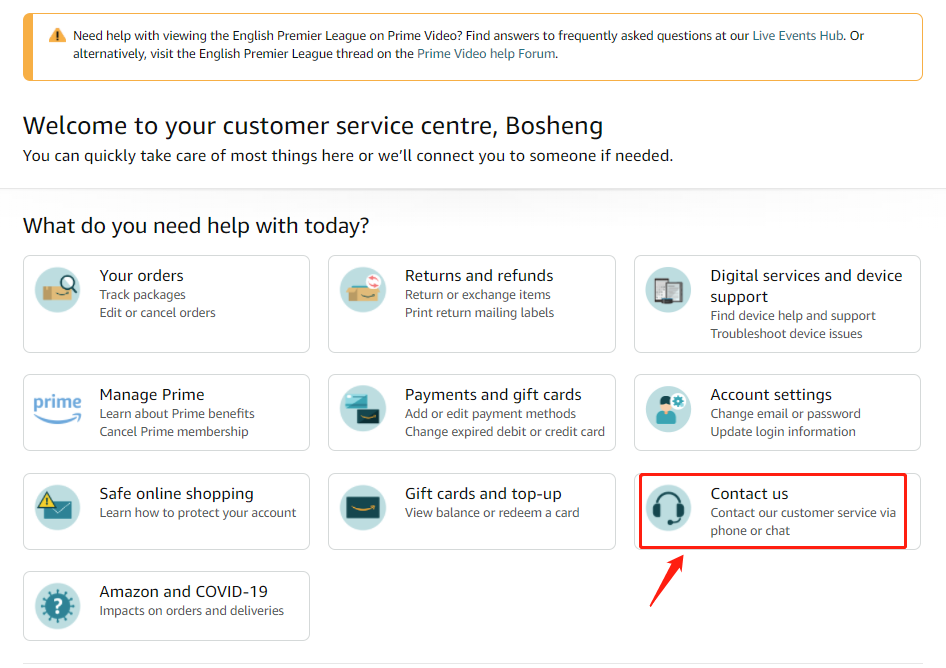 Need help with viewing the English Premier League on Prime Video? Find answers to frequently asked questions at our Live Events Hub. Or
alternatively, visit the English Premier League thread on the Prime Video help Forum.
Welcome to your customer service centre, Bosheng
You can quickly take care of most things here or we’ll connect you to someone if needed.
What do you need help with today?
Your orders
Track packages
Edit or cancel orders
Returns and refunds
Return or exchange items
Print return mailing labels
Digital services and device
support
Find device help and support
Troubleshoot device issues
prime
Manage Prime
Learn about Prime benefits
Cancel Prime membership
Payments and gift cards
Add or edit payment methods
Change expired debit or credit card
Account settings
Change email or password
Update login information
Safe online shopping
Learn how to protect your account
Gift cards and top-up
View balance or redeem a card
Contact us
Contact our customer service via
phone or chat
?
Amazon and COVID-19
Impacts on orders and deliveries